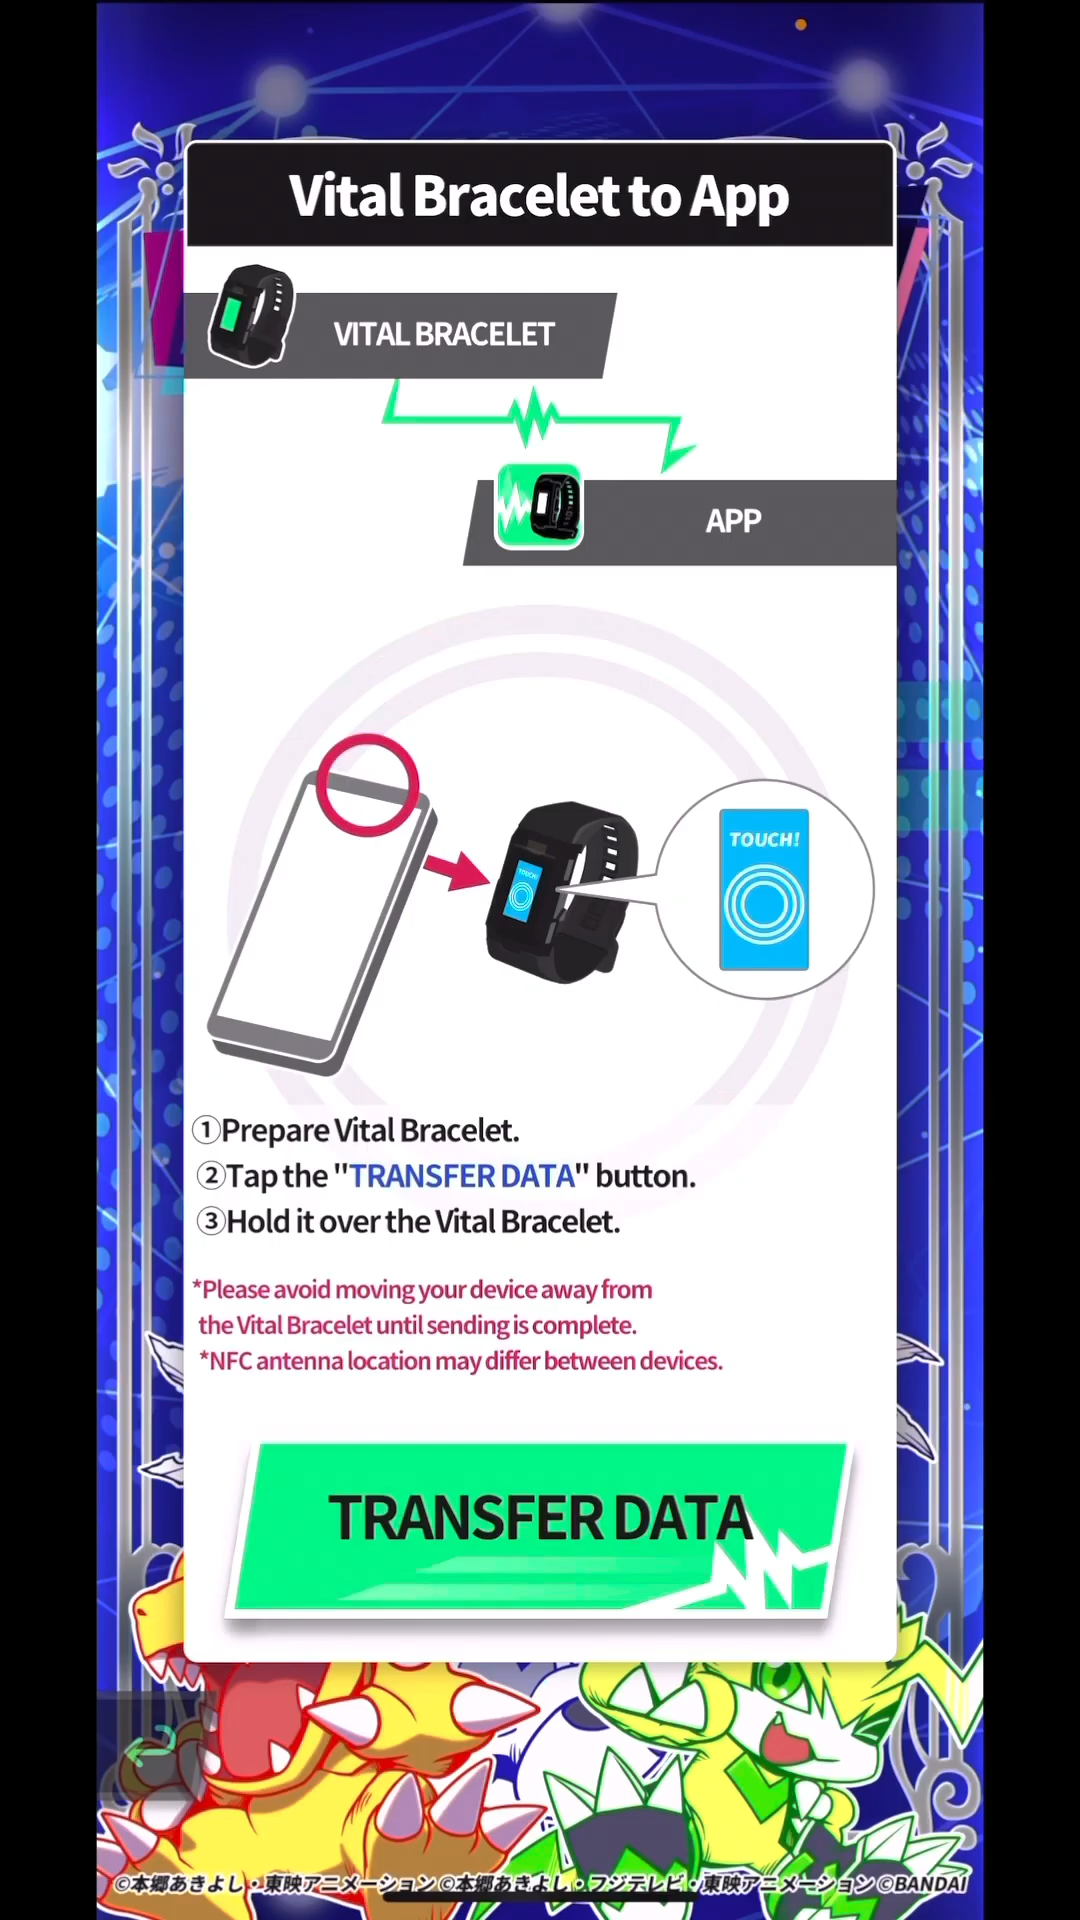 Vital Bracelet to App
VITAL BRACELET
APP
TOUCH!
TOUCH!
①Prepare Vital Bracelet.
②Tap the "TRANSFER DATA" button.
③Hold it over the Vital Bracelet.
*Please avoid moving your device away from
the Vital Bracelet until sending is complete.
*NFC antenna location may differ between devices.
TRANSFER DATA
©本郷あきよし・東映アニメーション ©本郷あきよし・フジテレビ・東映アニメーション ©BANDAI